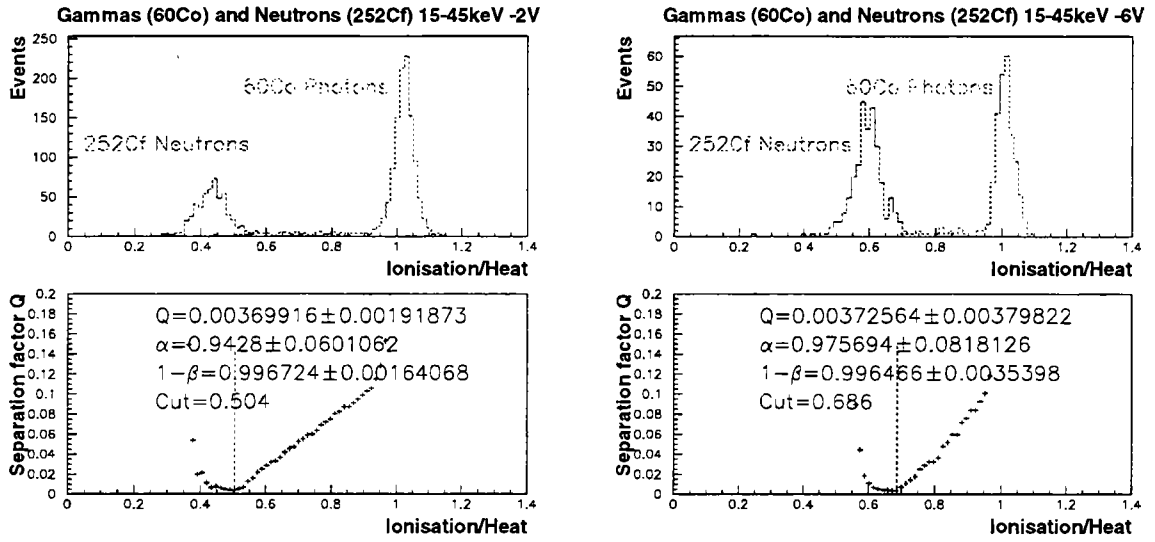 Gammas (60Co) and Neutrons (252Cf) 15-45keV -2V
Events
250
200
150
100
50
0
60Co Photons
252Cf Neutrons
0 0.2 0.4 0.6 0.8 1 1.2 1.4
Ionisation/Heat
Separation factor Q
0.2
0.18
0.16
0.14
0.12
0.1
0.08
0.06
0.04
0.02
0
Q=0.00369916±0.00191873
α=0.9428±0.0601062
1-β=0.996724±0.00164068
Cut=0.504
0 0.2 0.4 0.6 0.8 1 1.2 1.4
Ionisation/Heat
Gammas (60Co) and Neutrons (252Cf) 15-45keV -6V
Events
60
50
40
30
20
10
0
60Co Photons
252Cf Neutrons
0 0.2 0.4 0.6 0.8 1 1.2 1.4
Ionisation/Heat
Separation factor Q
0.2
0.18
0.16
0.14
0.12
0.1
0.08
0.06
0.04
0.02
0
Q=0.00372564±0.00379822
α=0.975694±0.0818126
1-β=0.996466±0.0035398
Cut=0.686
0 0.2 0.4 0.6 0.8 1 1.2 1.4
Ionisation/Heat